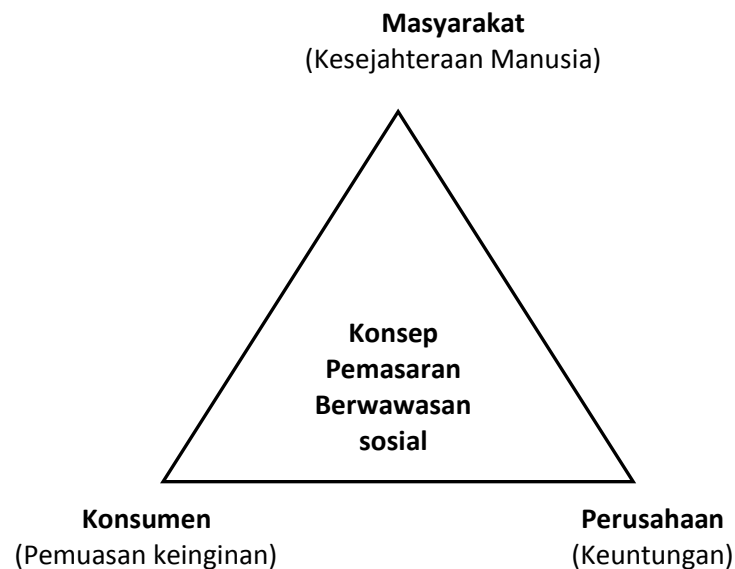 Masyarakat
(Kesejahteraan Manusia)
Konsep
Pemasaran
Berwawasan
sosial
Konsumen
(Pemuasan keinginan)
Perusahaan
(Keuntungan)